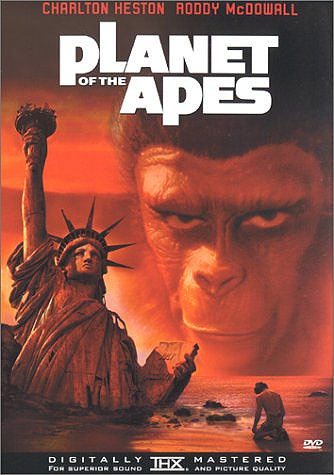 CHARLTON HESTON RODDY McDOWALL
PLANET
OF THE
APES
DIGITALLY THX MASTERED
FOR SUPERIOR SOUND AND PICTURE QUALITY
DVD